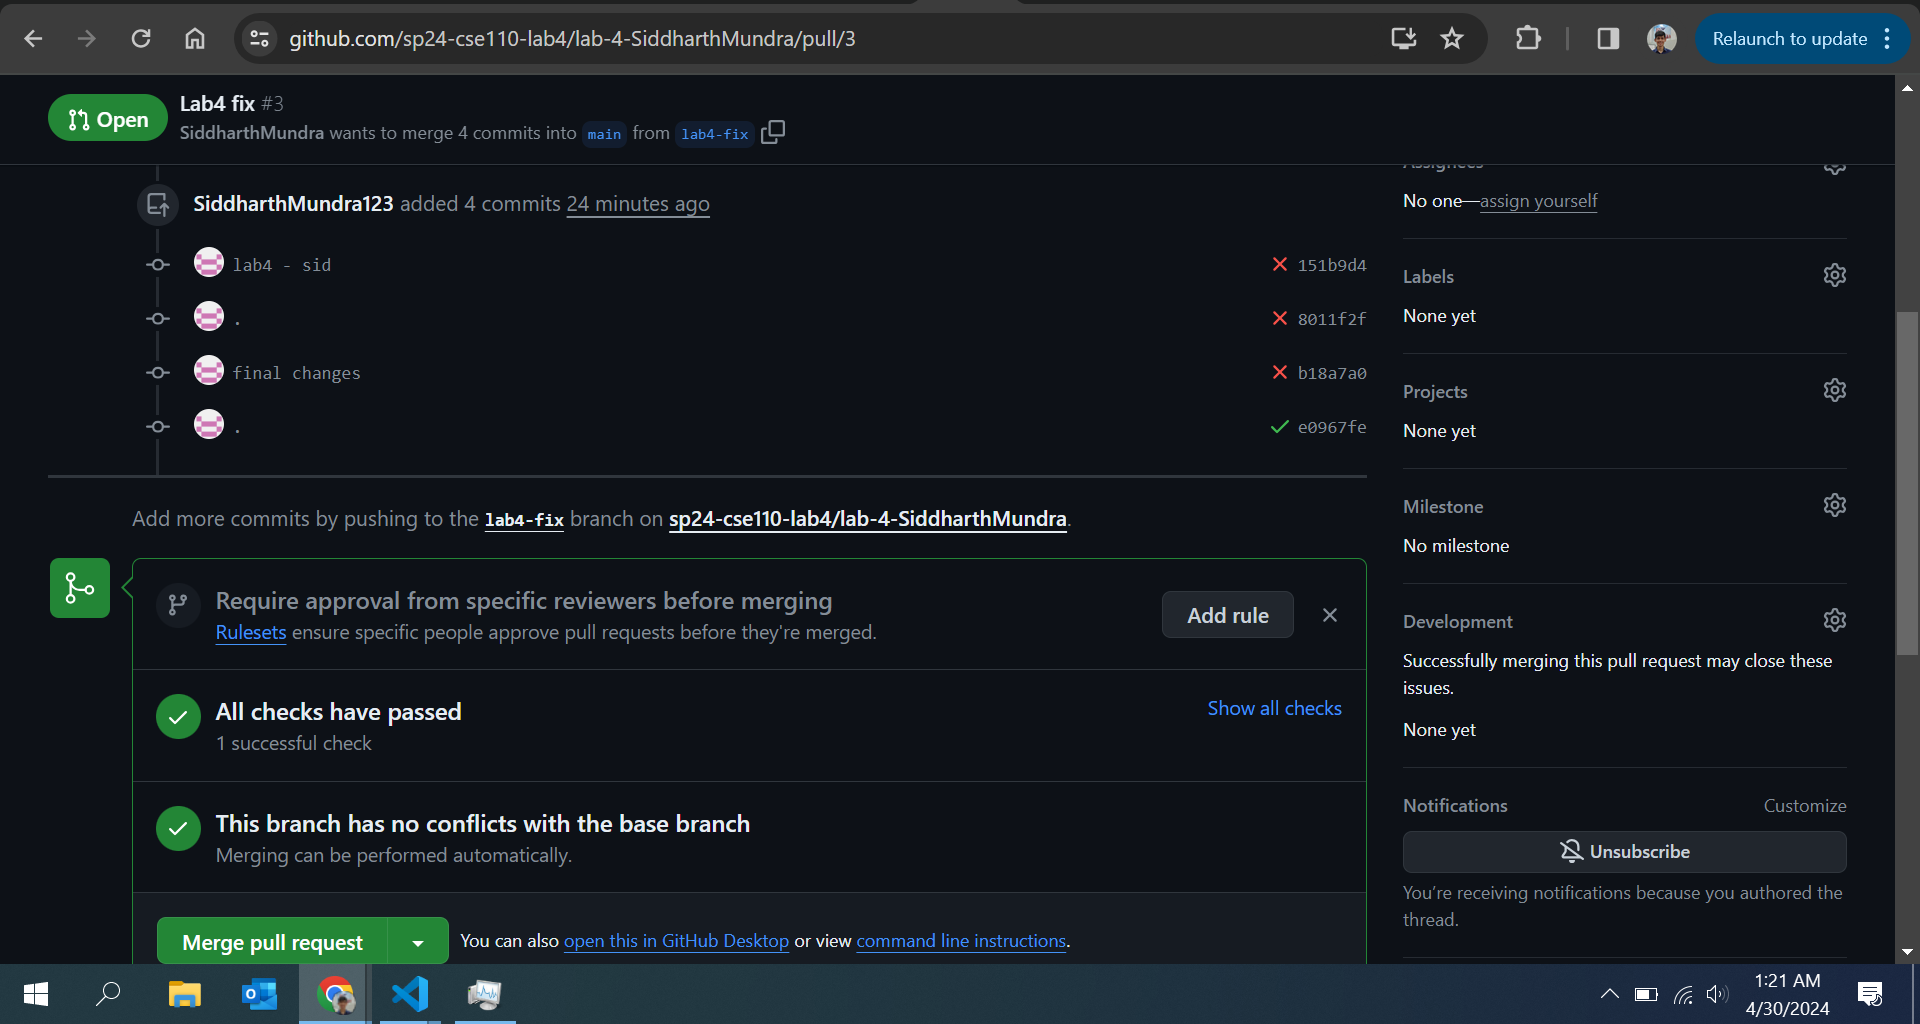 github.com/sp24-cse110-lab4/lab-4-SiddharthMundra/pull/3
Relaunch to update
Open
Lab4 fix #3
SiddharthMundra wants to merge 4 commits into main from lab4-fix
SiddharthMundra123 added 4 commits 24 minutes ago
lab4 - sid
151b9d4
.
8011f2f
final changes
b18a7a0
.
e0967fe
Add more commits by pushing to the lab4-fix branch on sp24-cse110-lab4/lab-4-SiddharthMundra.
Require approval from specific reviewers before merging
Rulesets ensure specific people approve pull requests before they're merged.
Add rule
All checks have passed
1 successful check
Show all checks
This branch has no conflicts with the base branch
Merging can be performed automatically.
Merge pull request
You can also open this in GitHub Desktop or view command line instructions.
Assignees
No one—assign yourself
Labels
None yet
Projects
None yet
Milestone
No milestone
Development
Successfully merging this pull request may close these
issues.
None yet
Notifications
Customize
Unsubscribe
You're receiving notifications because you authored the
thread.
1:21 AM
4/30/2024